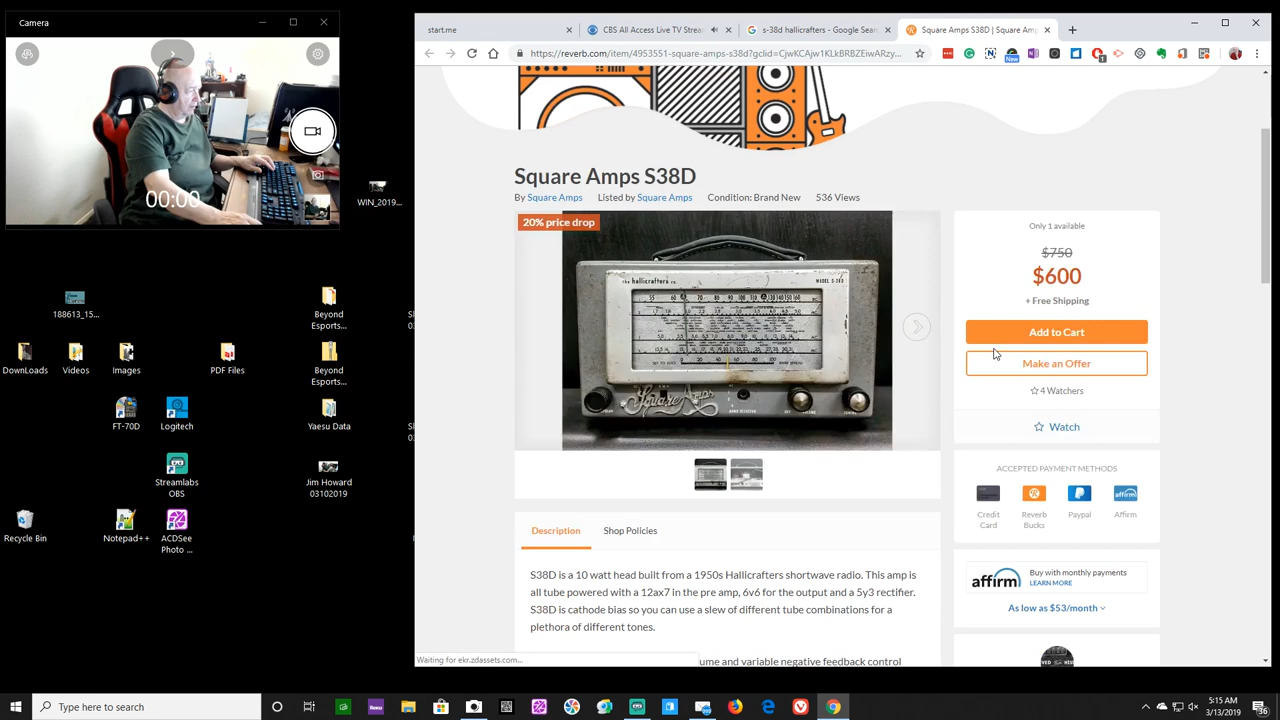 Camera
00:00
WIN_2019...
188613_15...
Beyond
Esports...
DownLoads
Videos
Images
PDF Files
Beyond
Esports...
FT-70D
Logitech
Yaesu Data
Streamlabs
OBS
Jim Howard
03102019
Recycle Bin
Notepad++
ACDSee
Photo ...
start.me
CBS All Access Live TV Strea
s-38d hallicrafters - Google Sear
Square Amps S38D | Square Amp
https://reverb.com/item/4953551-square-amps-s38d?gclid=CjwKCAjw1KLkBRBZEiwARzy...
New
1
Square Amps S38D
By Square Amps
Listed by Square Amps
Condition: Brand New
536 Views
20% price drop
the hallicrafters co.
MODEL S-38D
Square Amps
Only 1 available
$750
$600
+ Free Shipping
Add to Cart
Make an Offer
4 Watchers
Watch
ACCEPTED PAYMENT METHODS
Credit
Card
Reverb
Bucks
Paypal
Affirm
affirm
Buy with monthly payments
LEARN MORE
As low as $53/month
Description
Shop Policies
S38D is a 10 watt head built from a 1950s Hallicrafters shortwave radio. This amp is
all tube powered with a 12ax7 in the pre amp, 6v6 for the output and a 5y3 rectifier.
S38D is cathode bias so you can use a slew of different tube combinations for a
plethora of different tones.
ume and variable negative feedback control
Waiting for ekr.zdassets.com...
Type here to search
Roku
5:15 AM
3/13/2019
36